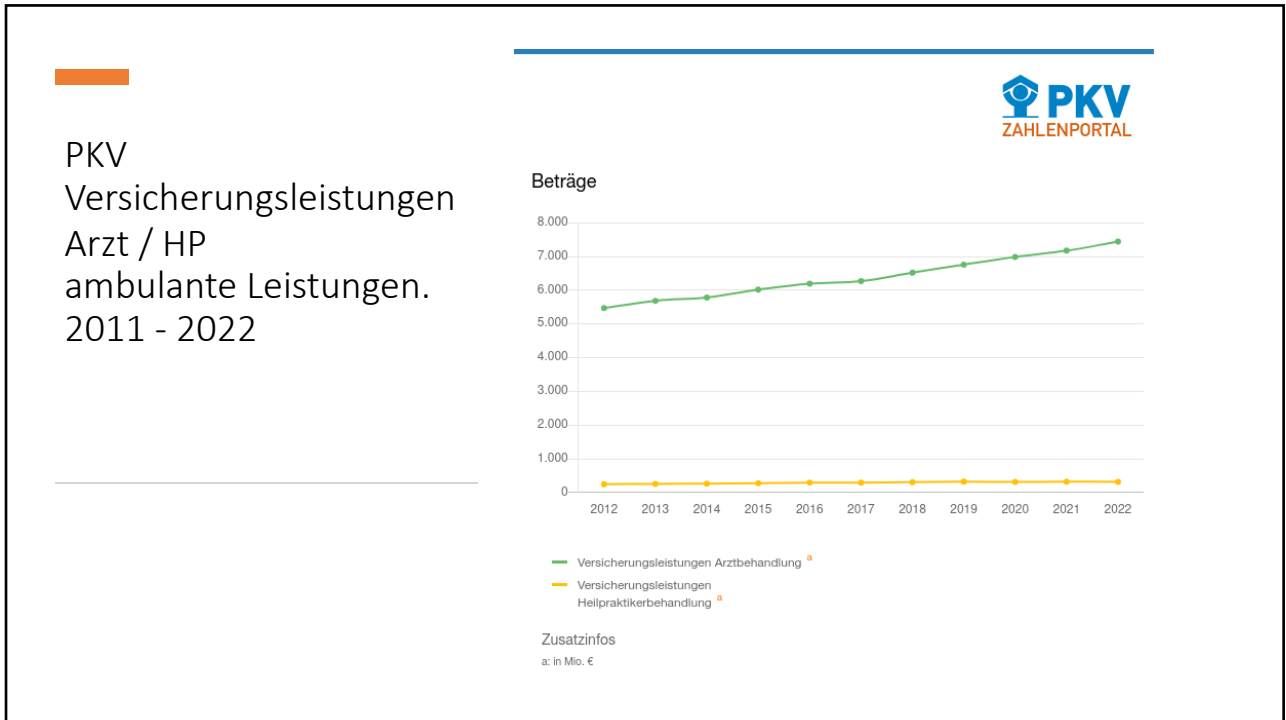 PKV
Versicherungsleistungen
Arzt / HP
ambulante Leistungen.
2011 - 2022
PKV
ZAHLENPORTAL
Beträge
8.000
7.000
6.000
5.000
4.000
3.000
2.000
1.000
0
2012 2013 2014 2015 2016 2017 2018 2019 2020 2021 2022
Versicherungsleistungen Arztbehandlung a
Versicherungsleistungen
Heilpraktikerbehandlung a
Zusatzinfos
a: in Mio. €